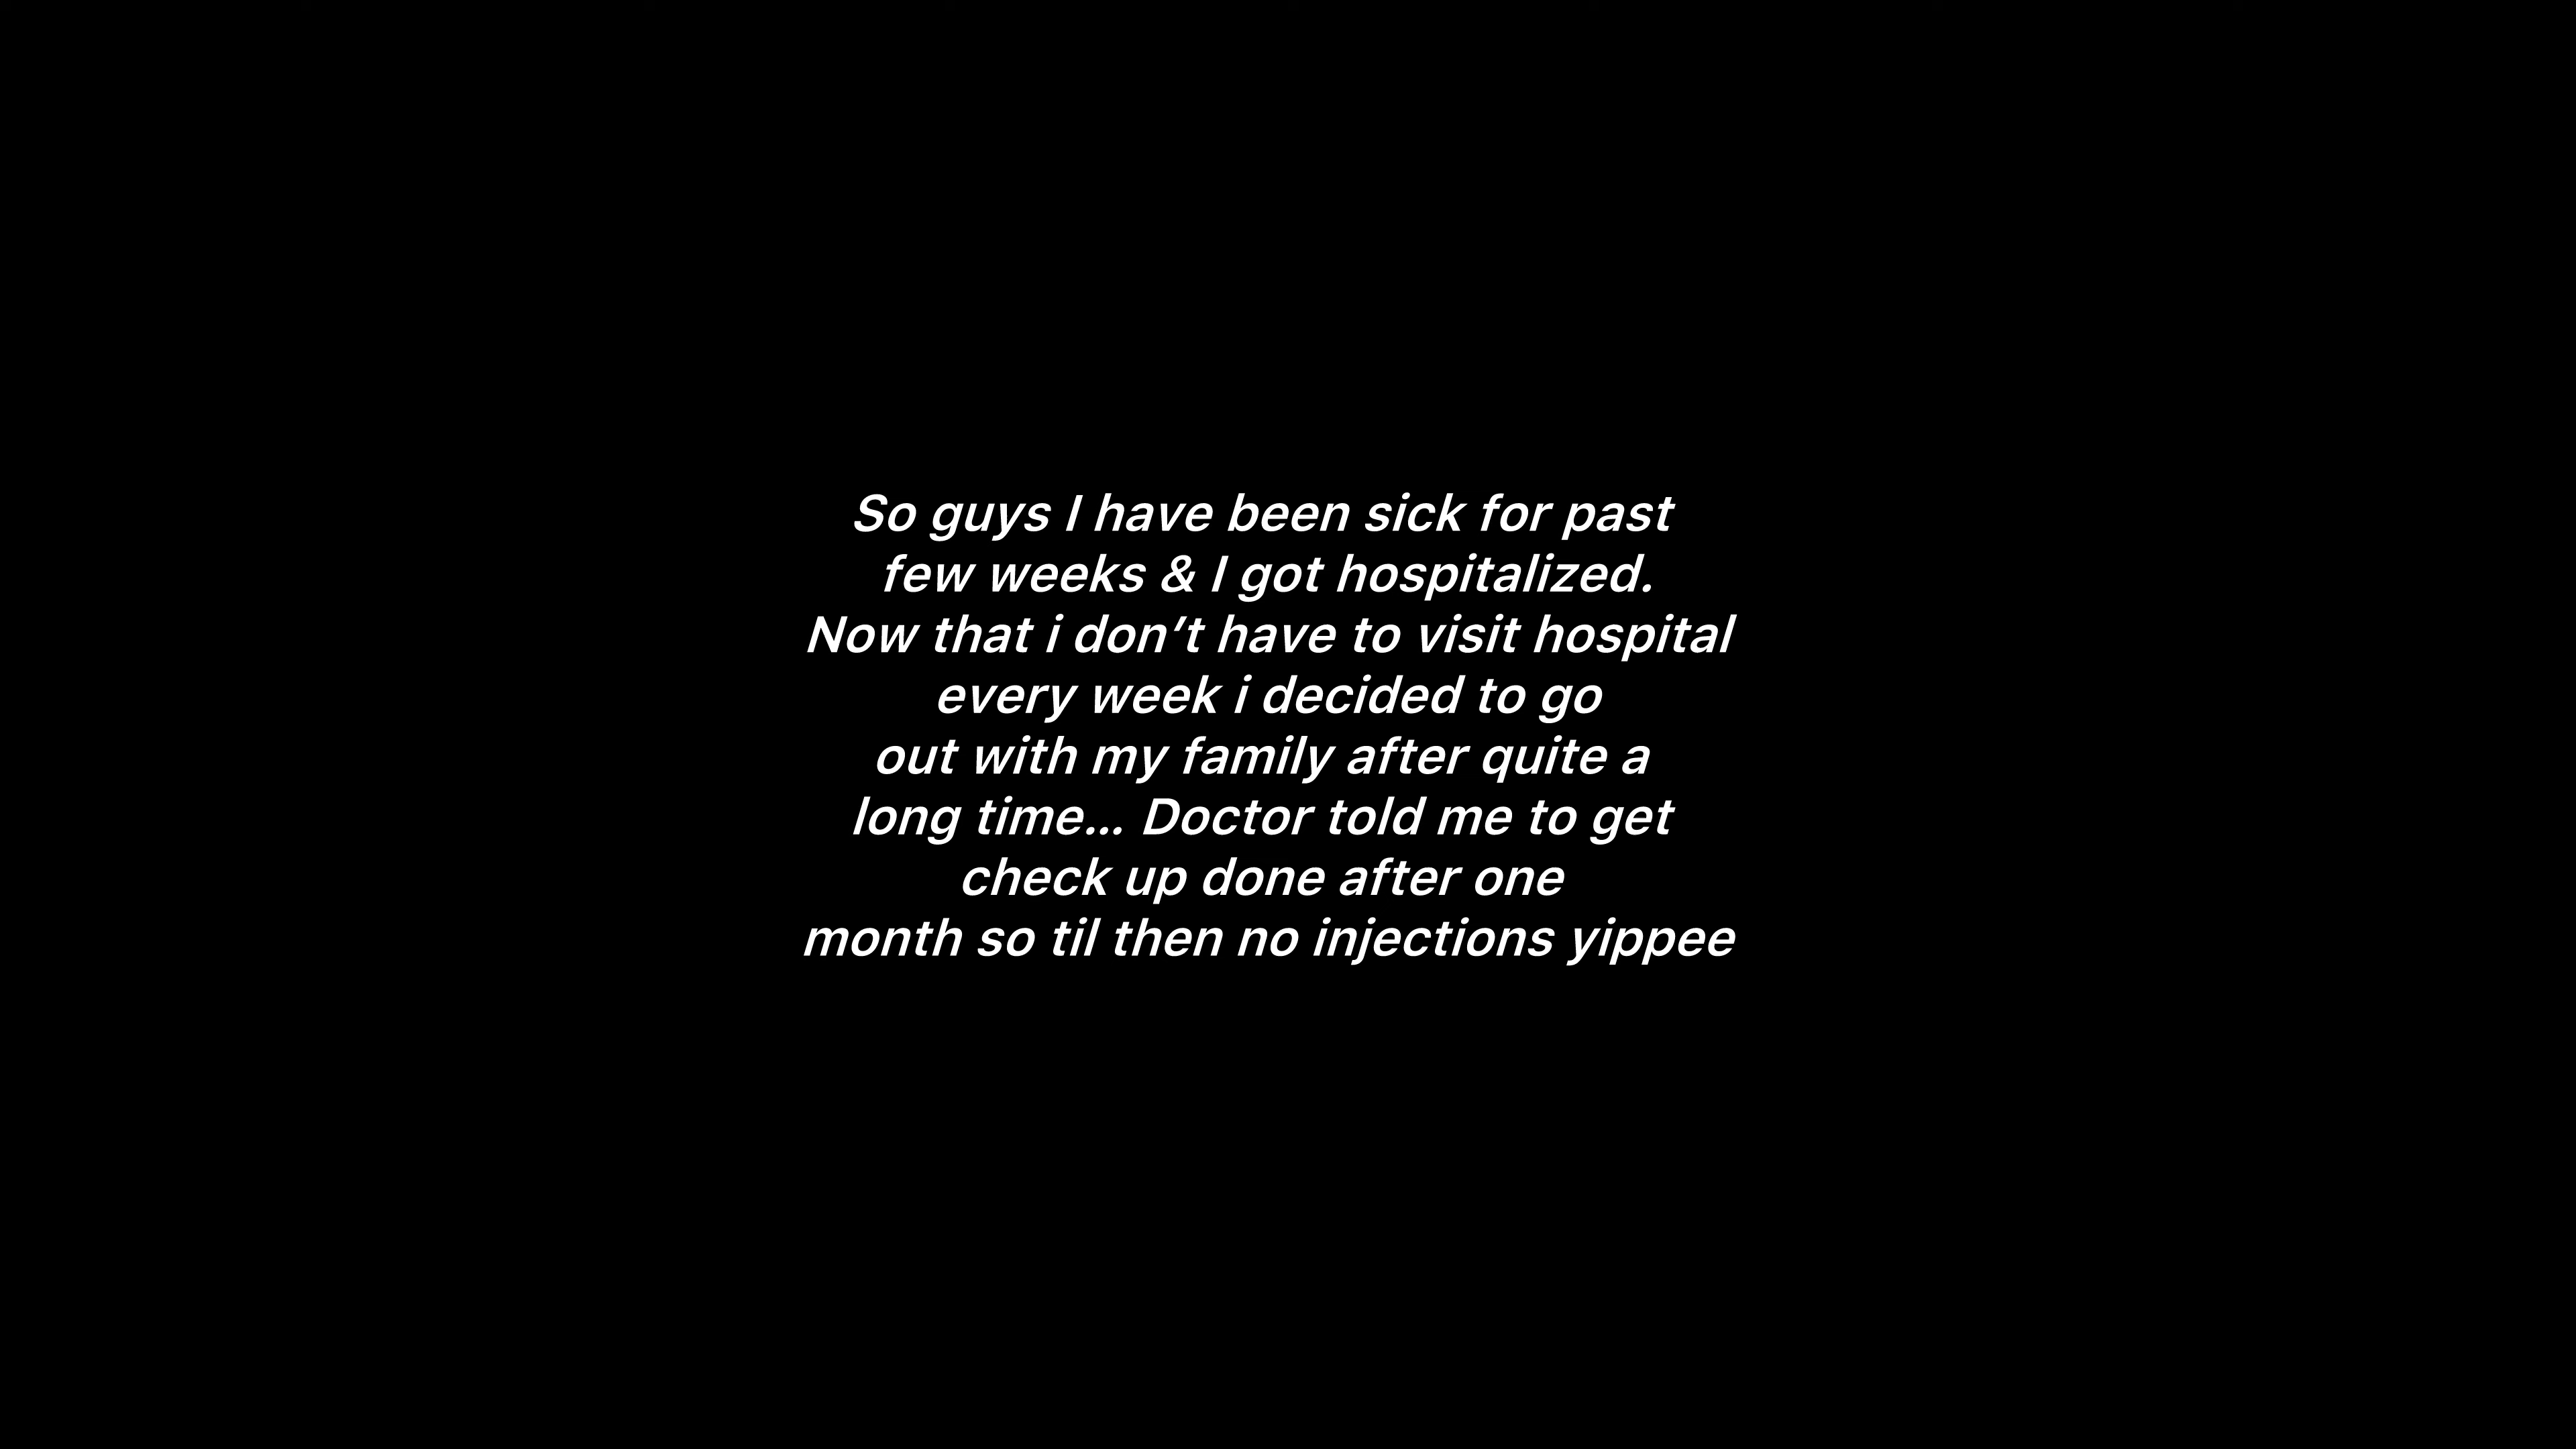 So guys I have been sick for past
few weeks & I got hospitalized.
Now that i don’t have to visit hospital
every week i decided to go
out with my family after quite a
long time... Doctor told me to get
check up done after one
month so til then no injections yippee